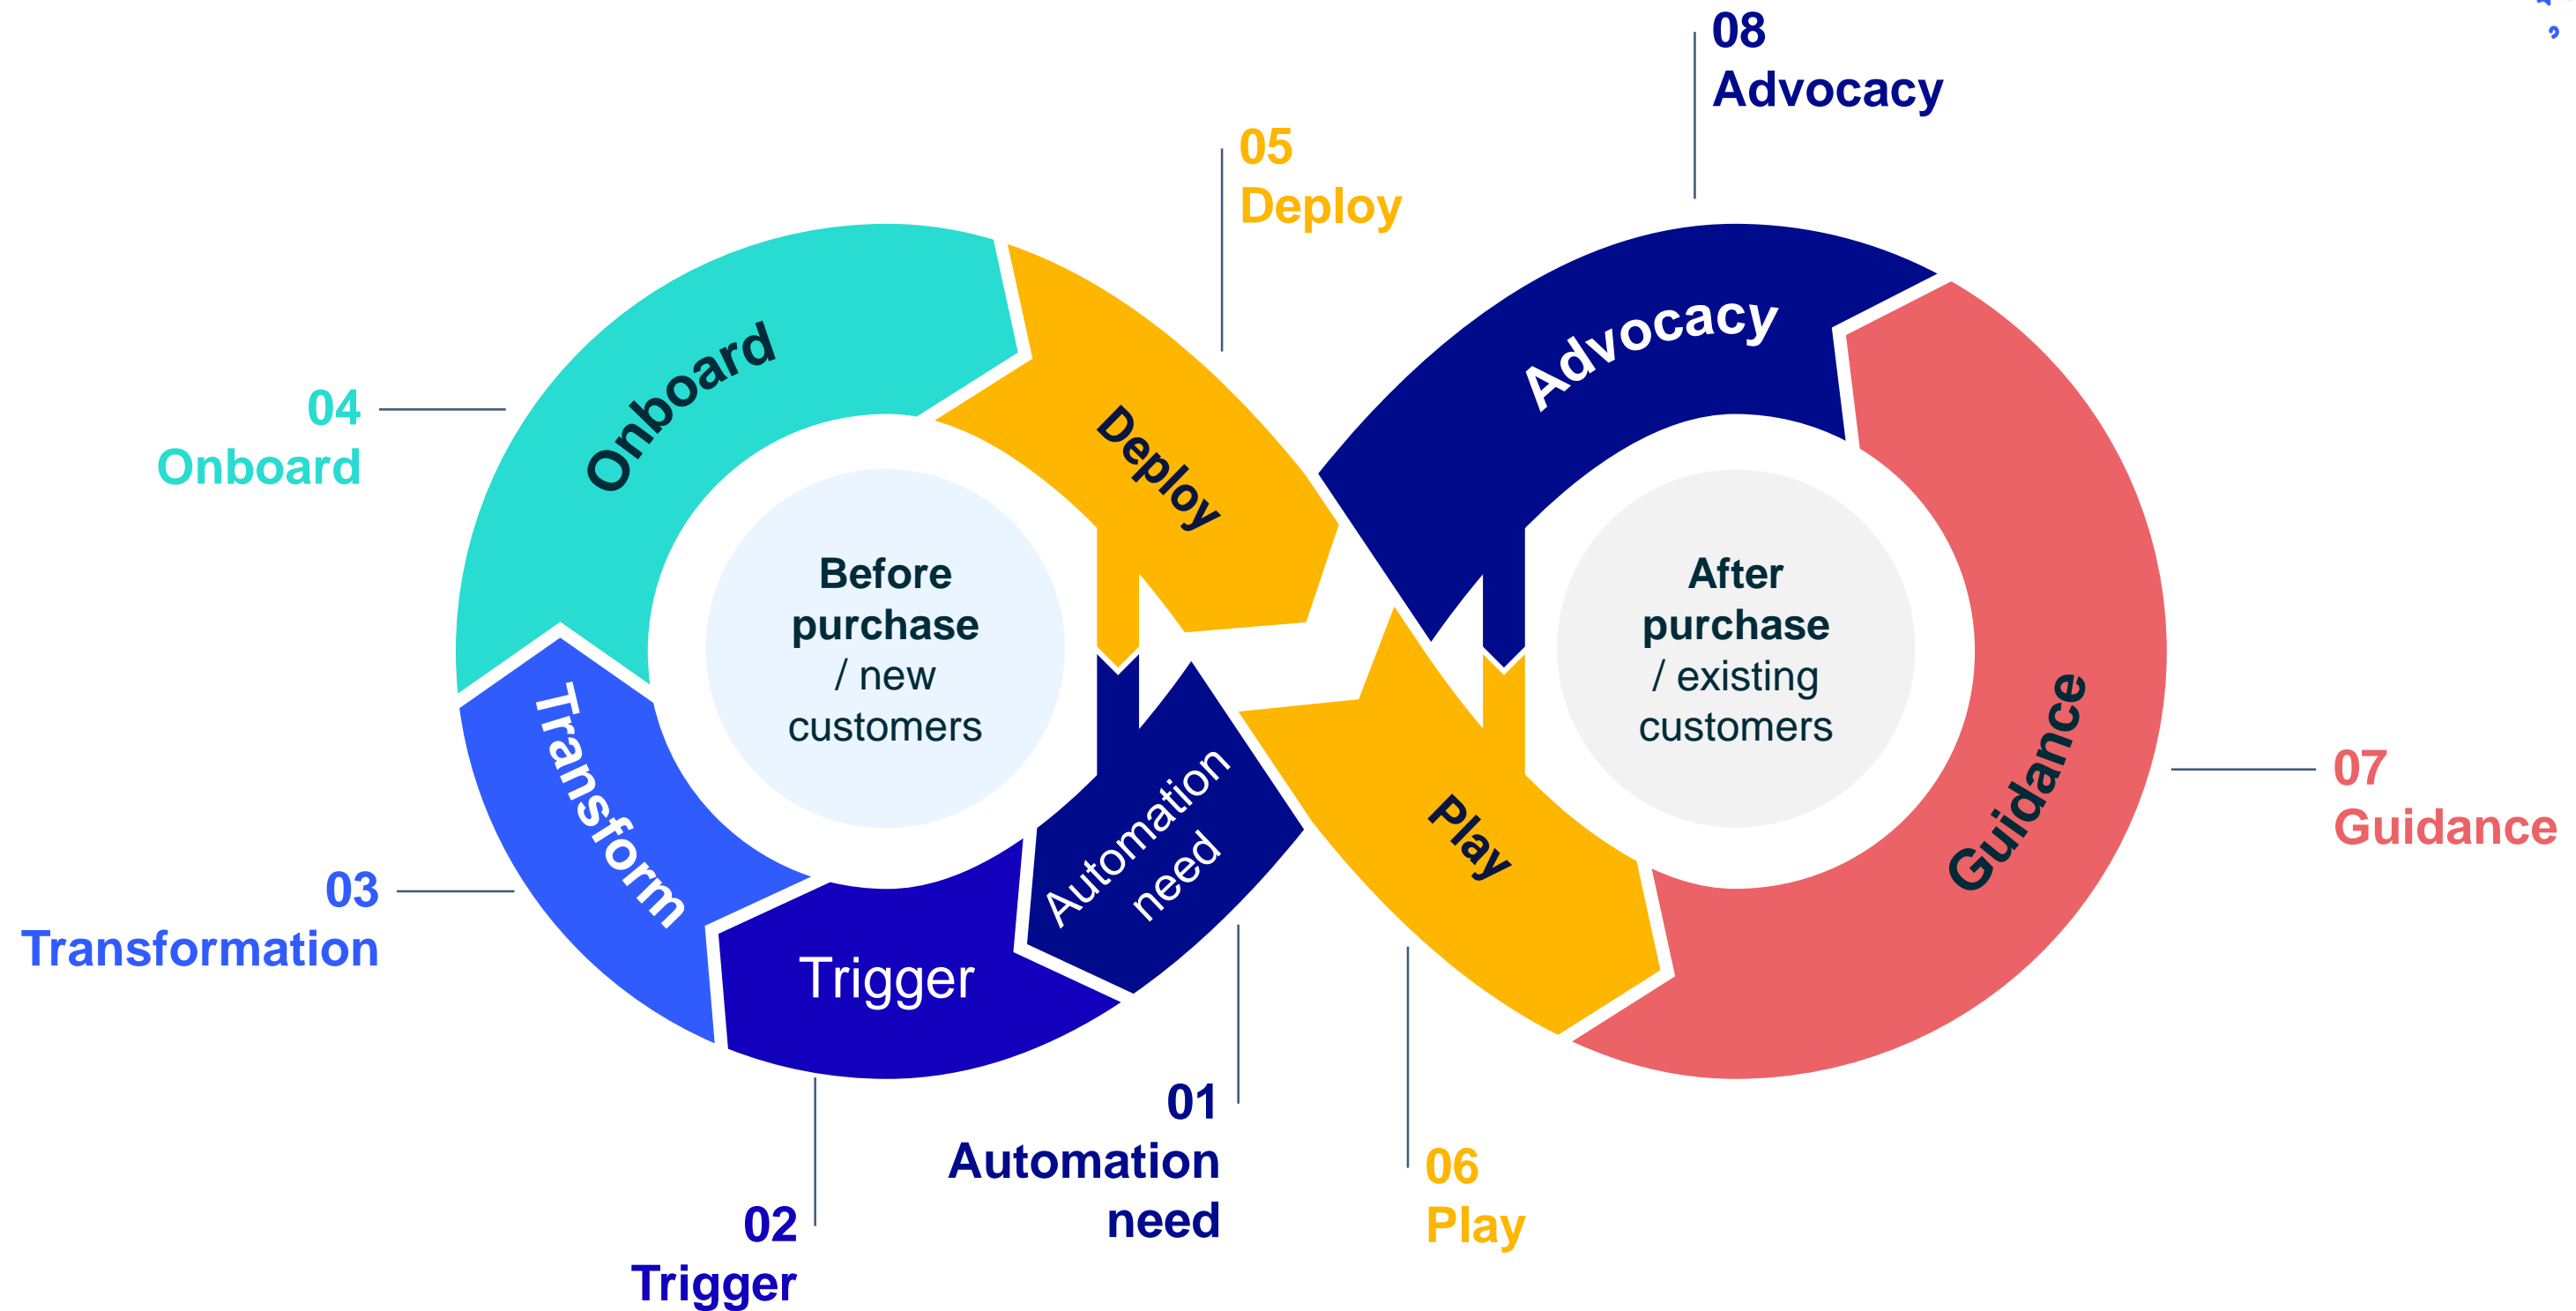 08
Advocacy
05
Deploy
04
Onboard
Onboard
Deploy
Advocacy
Before
purchase
/ new
customers
After
purchase
/ existing
customers
Transform
Trigger
Automation
need
Play
Guidance
07
Guidance
03
Transformation
01
Automation
need
06
Play
02
Trigger